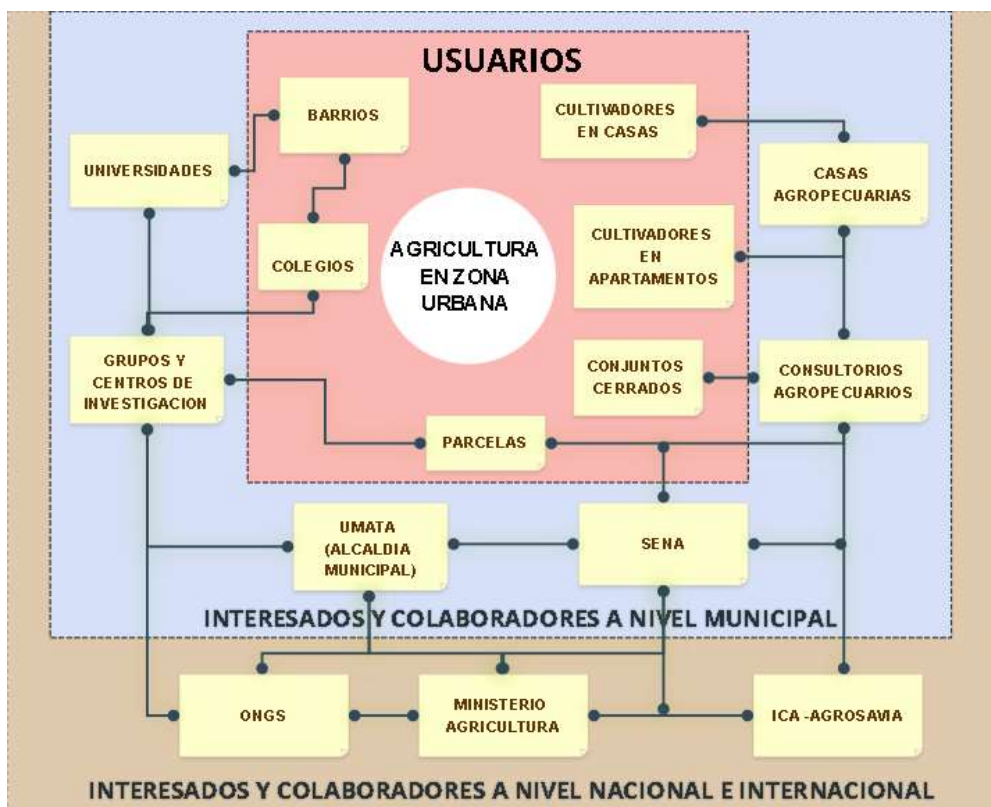 USUARIOS
BARRIOS
CULTIVADORES
EN CASAS
UNIVERSIDADES
CASAS
AGROPECUARIAS
COLEGIOS
AGRICULTURA
EN ZONA
URBANA
CULTIVADORES
EN
APARTAMENTOS
GRUPOS Y
CENTROS DE
INVESTIGACION
CONJUNTOS
CERRADOS
CONSULTORIOS
AGROPECUARIOS
PARCELAS
UMATA
(ALCALDIA
MUNICIPAL)
SENA
INTERESADOS Y COLABORADORES A NIVEL MUNICIPAL
ONGS
MINISTERIO
AGRICULTURA
ICA -AGROSAVIA
INTERESADOS Y COLABORADORES A NIVEL NACIONAL E INTERNACIONAL